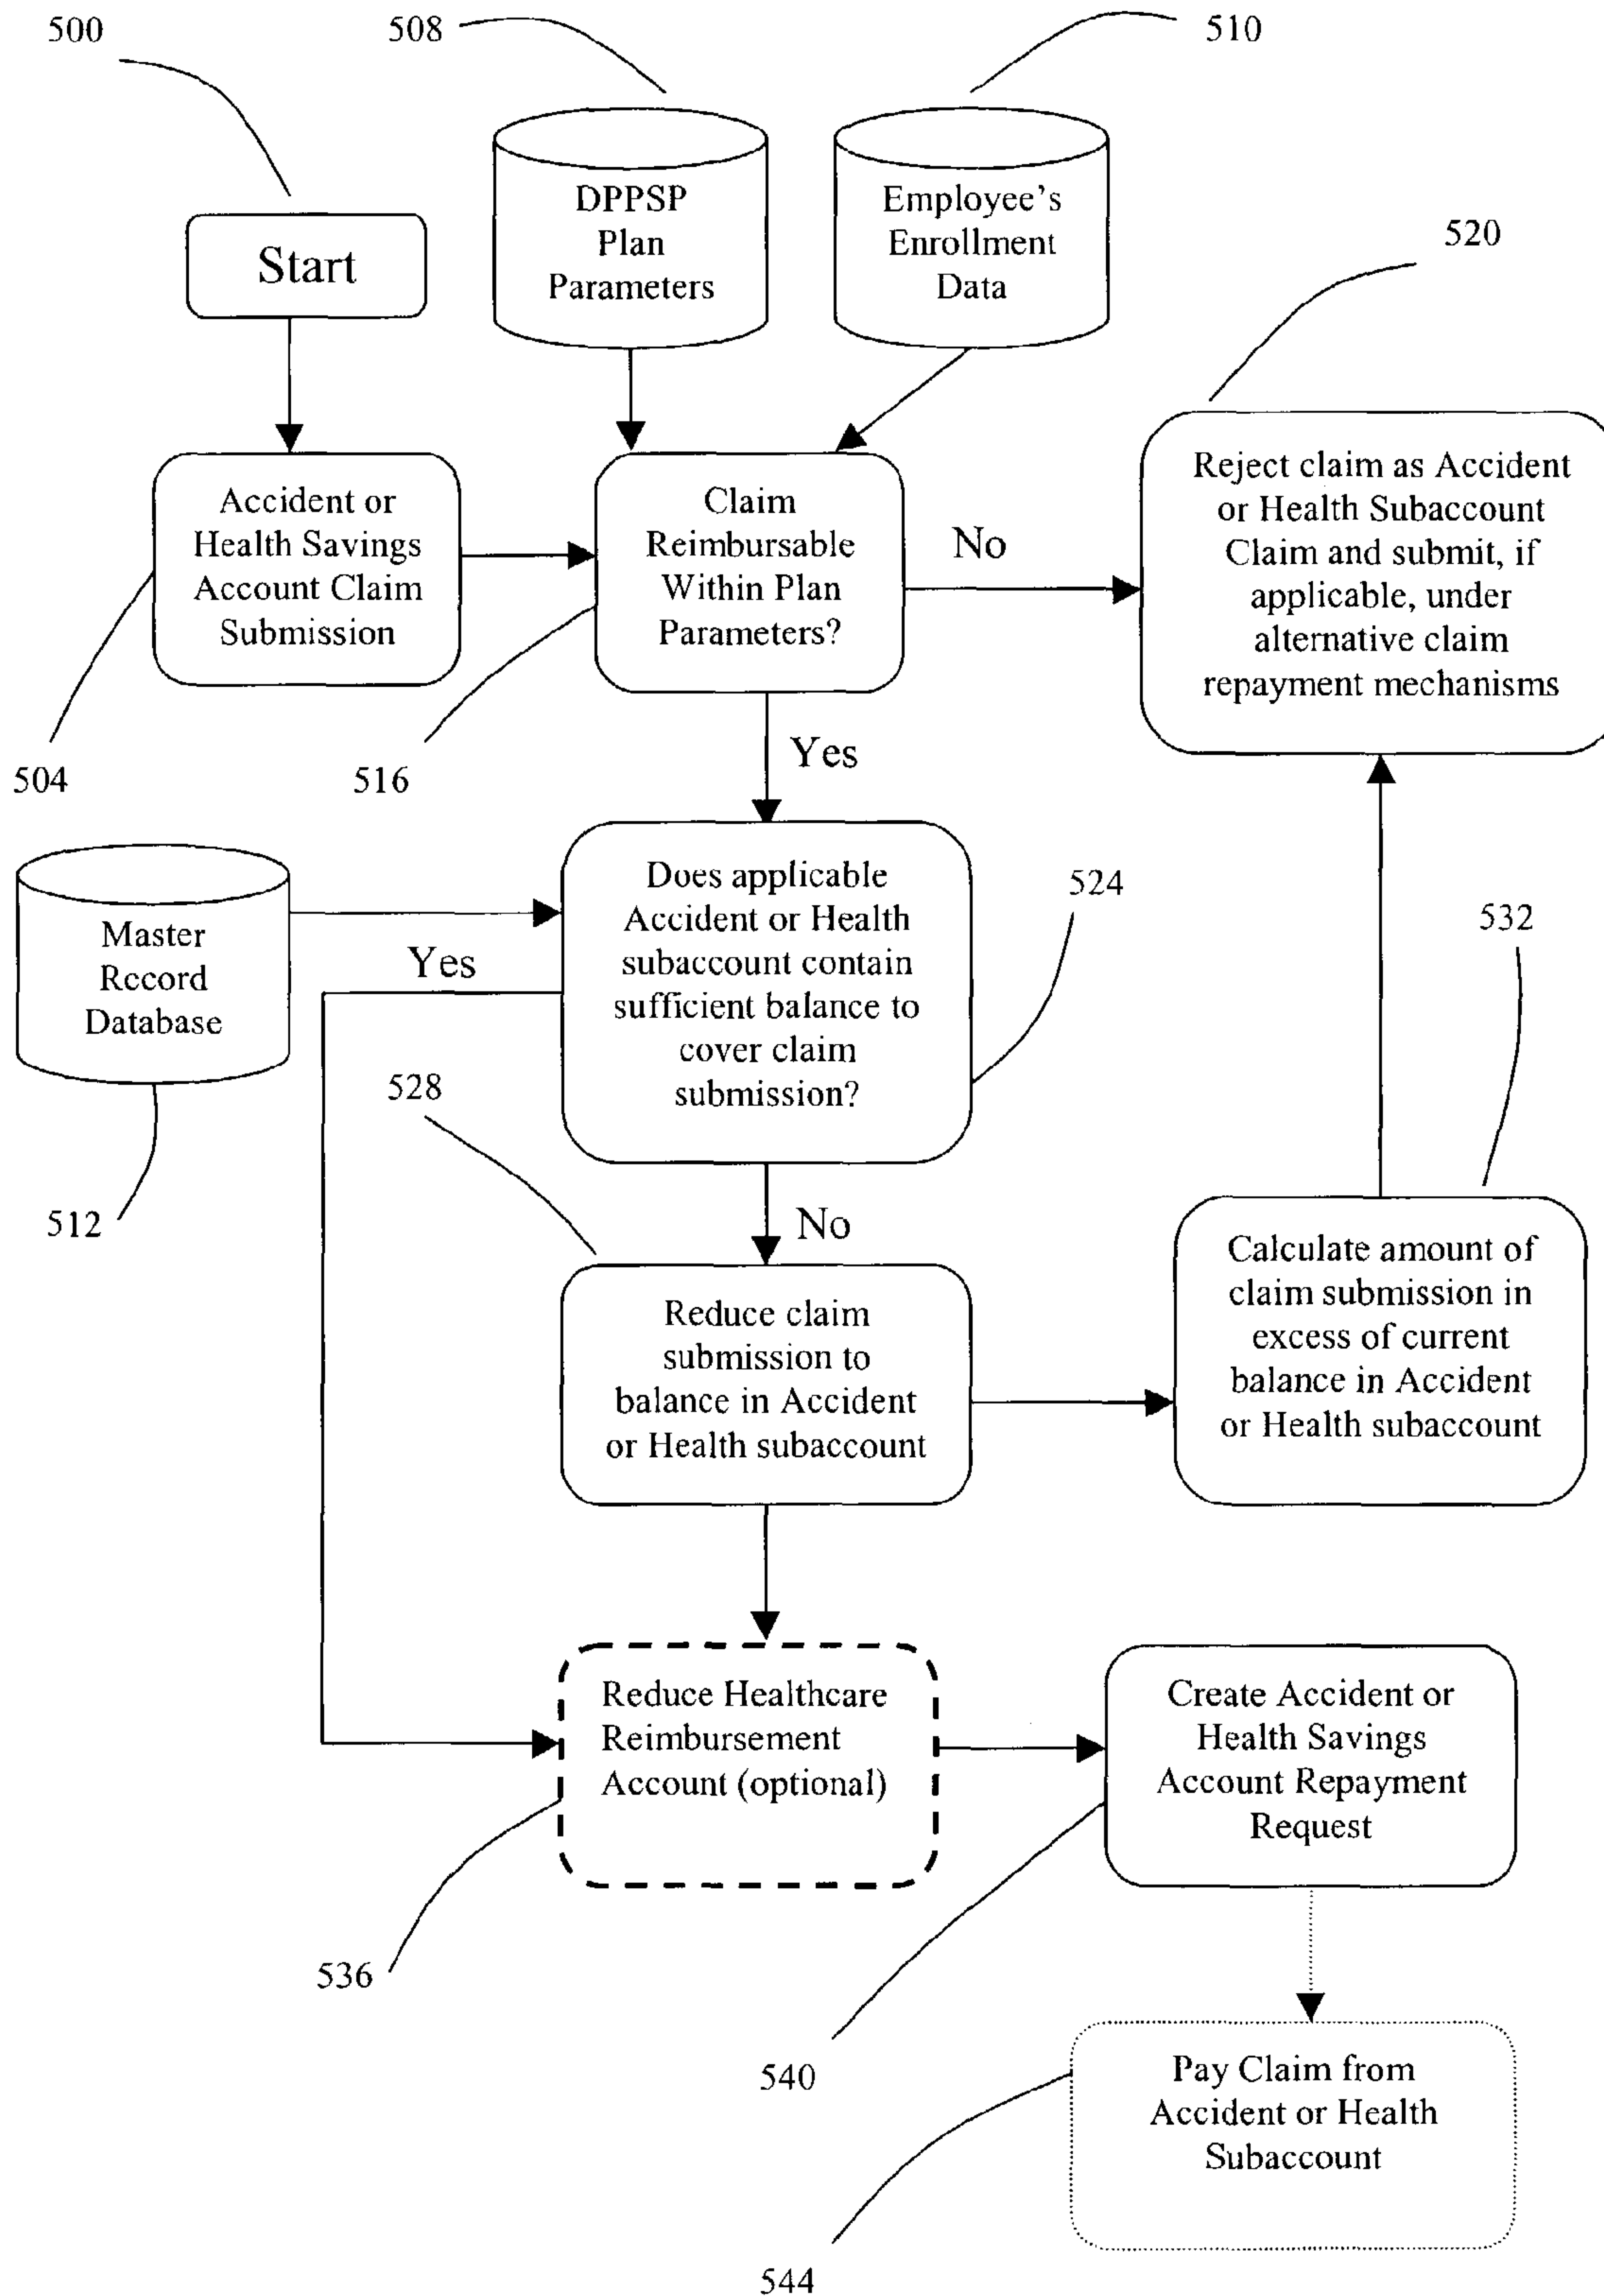 500
508
510
DPPSP
Plan
Parameters
Employee's
Enrollment
Data
Start
520
Accident or
Health Savings
Account Claim
Submission
Claim
Reimbursable
Within Plan
Parameters?
No
Reject claim as Accident
or Health Subaccount
Claim and submit, if
applicable, under
alternative claim
repayment mechanisms
504
516
Yes
Master
Record
Database
Yes
Does applicable
Accident or Health
subaccount contain
sufficient balance to
cover claim
submission?
524
532
528
512
No
Reduce claim
submission to
balance in Accident
or Health subaccount
Calculate amount of
claim submission in
excess of current
balance in Accident
or Health subaccount
Reduce Healthcare
Reimbursement
Account (optional)
Create Accident or
Health Savings
Account Repayment
Request
536
540
Pay Claim from
Accident or Health
Subaccount
544